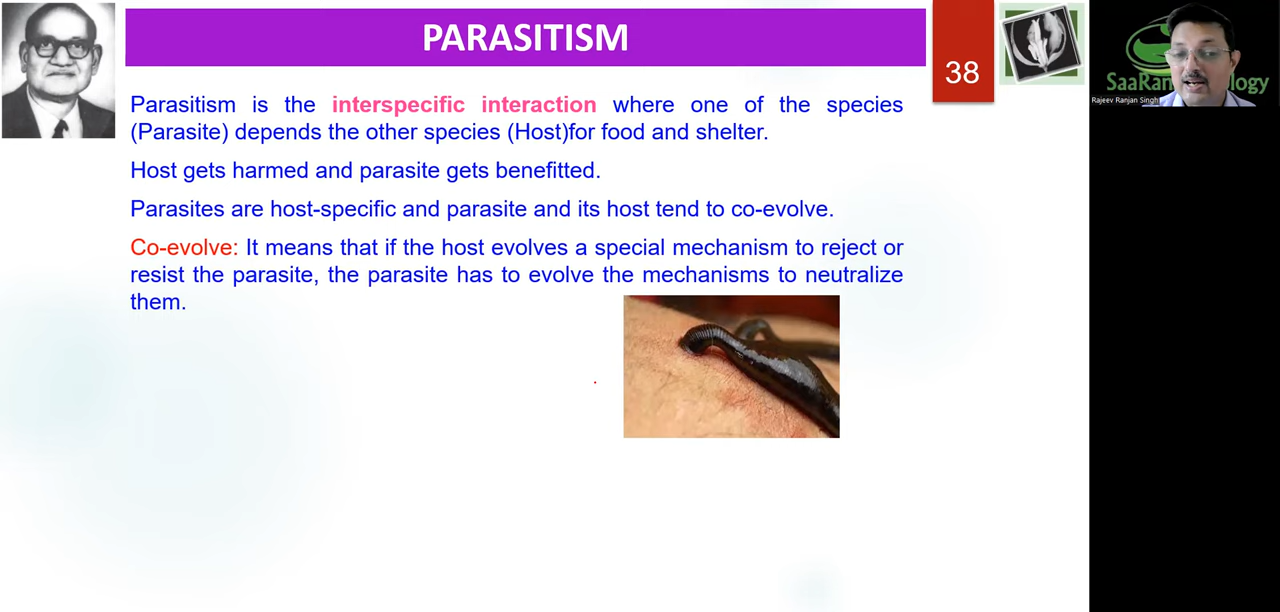 PARASITISM
38
Parasitism is the interspecific interaction where one of the species
(Parasite) depends the other species (Host)for food and shelter.
Host gets harmed and parasite gets benefitted.
Parasites are host-specific and parasite and its host tend to co-evolve.
Co-evolve: It means that if the host evolves a special mechanism to reject or
resist the parasite, the parasite has to evolve the mechanisms to neutralize
them.
Rajeev Ranjan Singh